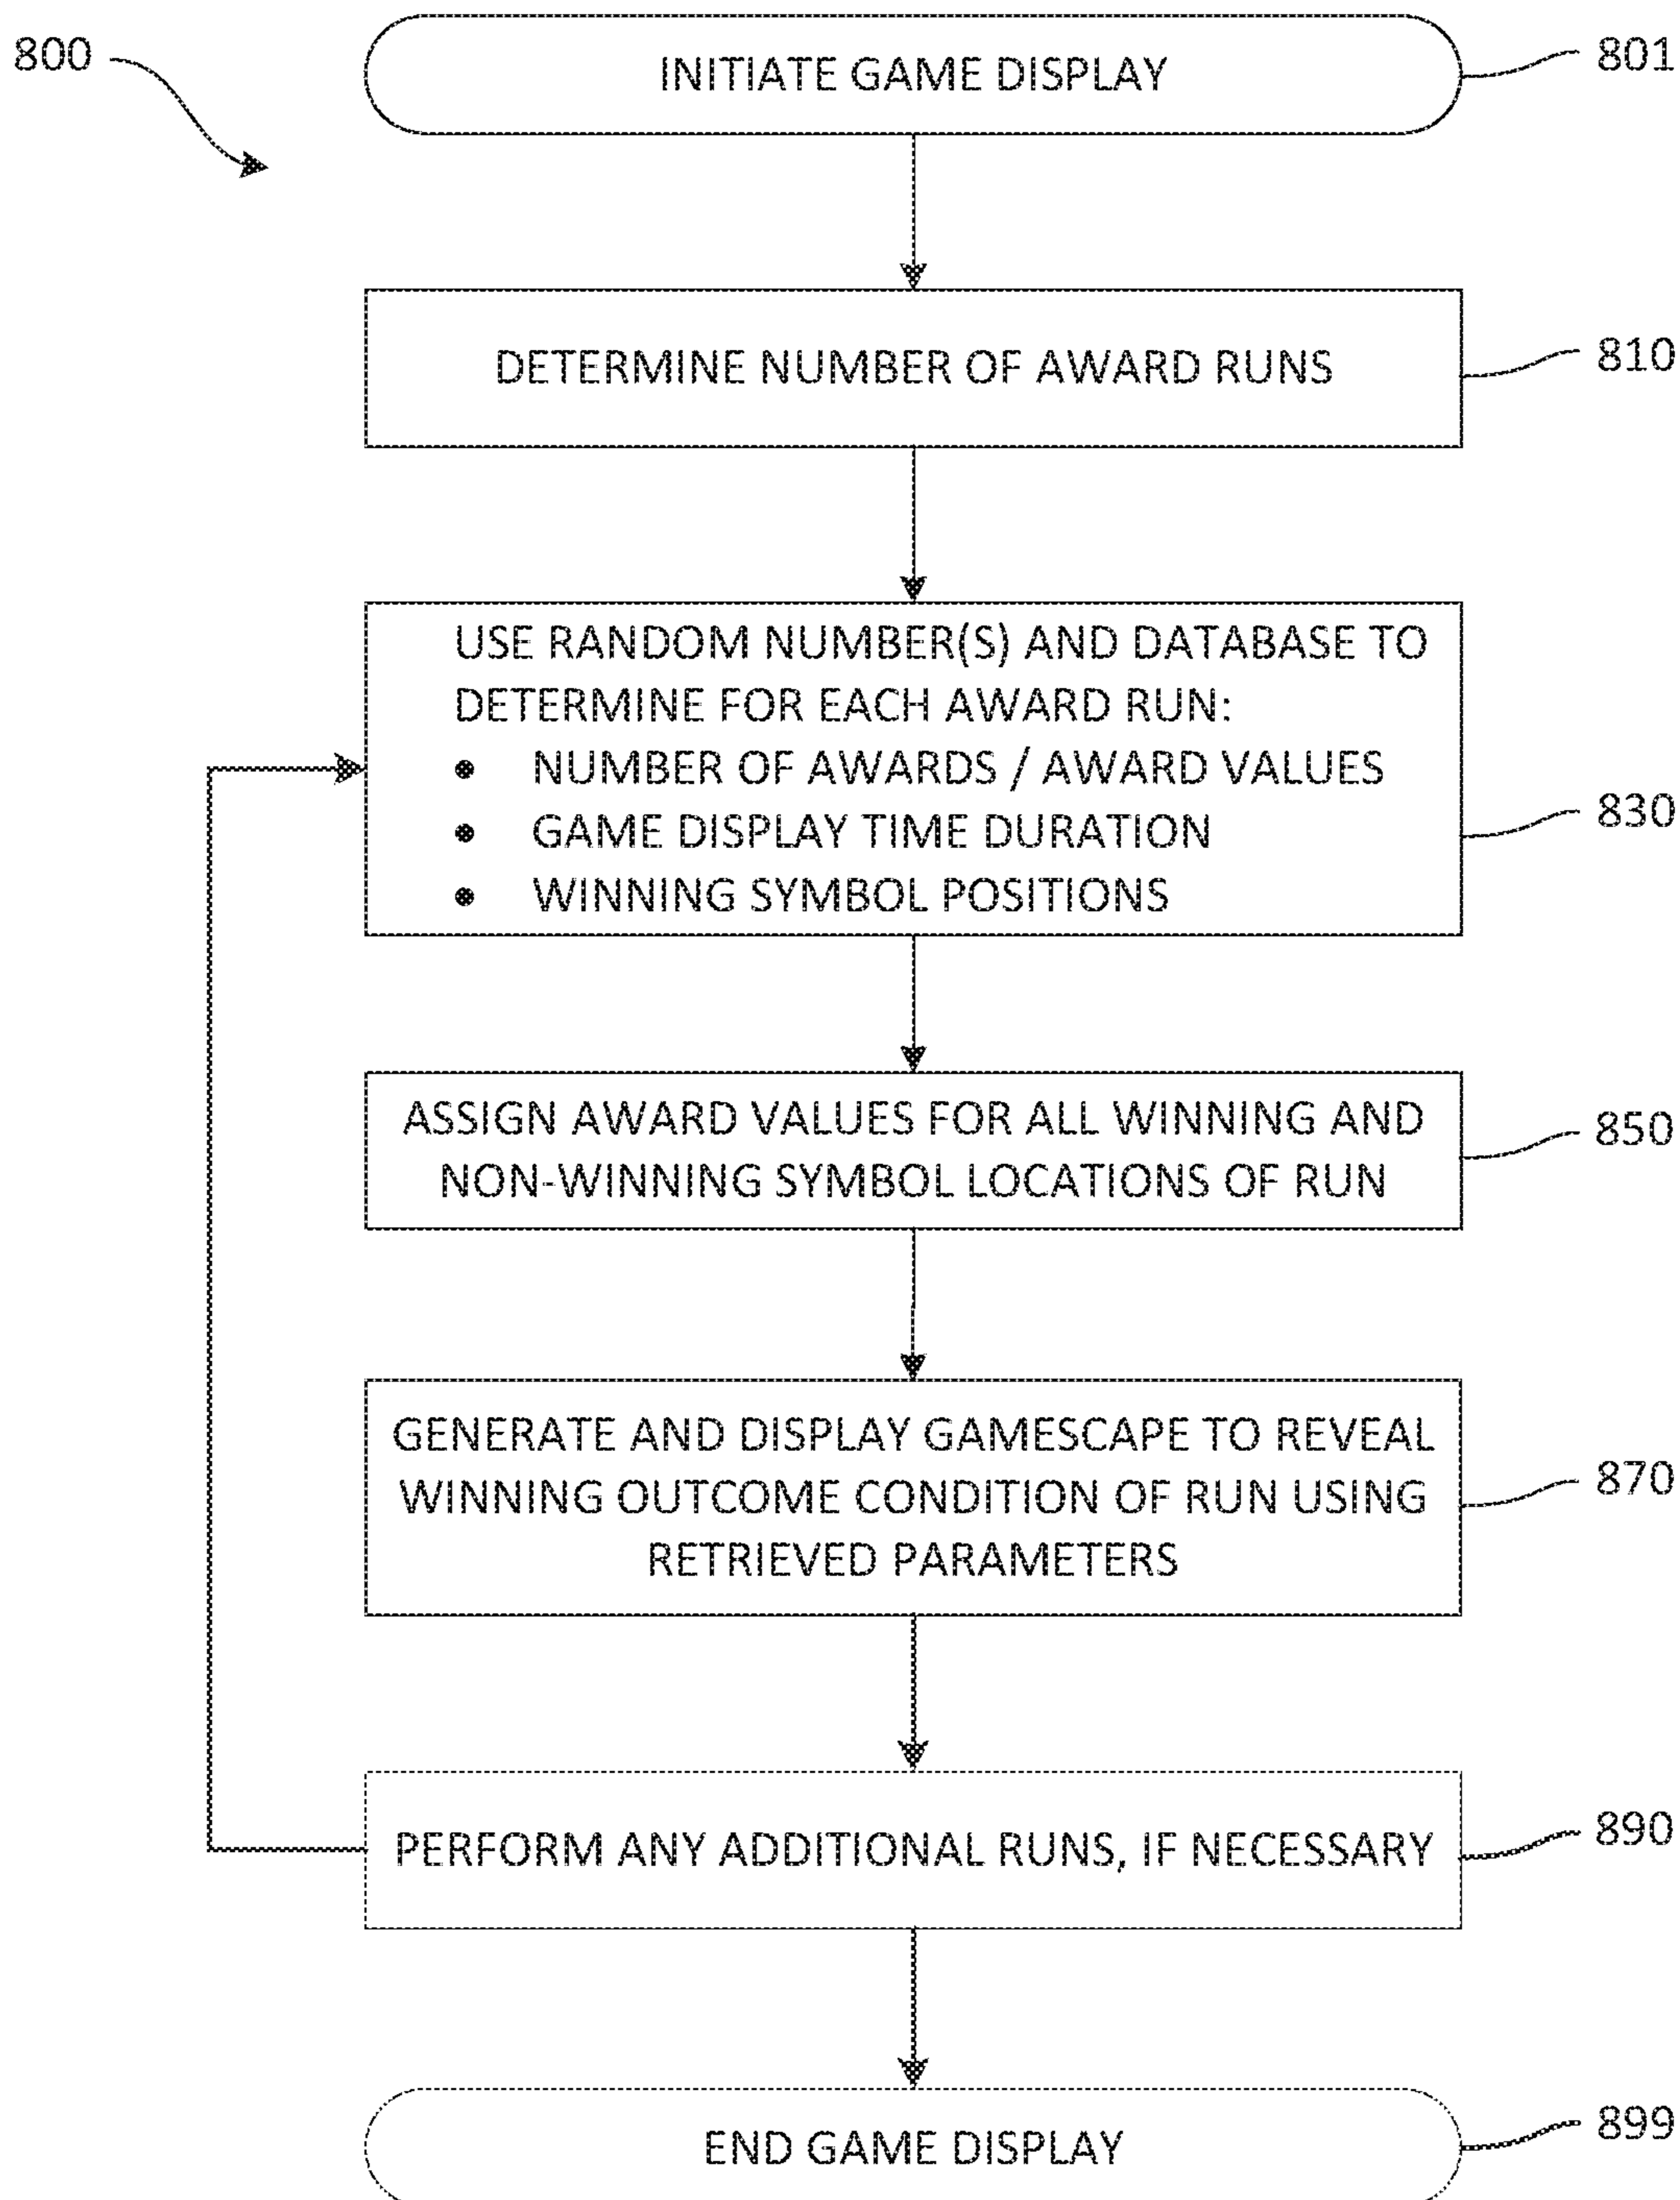 800
INITIATE GAME DISPLAY
801
DETERMINE NUMBER OF AWARD RUNS
810
USE RANDOM NUMBER(S) AND DATABASE TO
DETERMINE FOR EACH AWARD RUN:
• NUMBER OF AWARDS / AWARD VALUES
• GAME DISPLAY TIME DURATION
• WINNING SYMBOL POSITIONS
830
ASSIGN AWARD VALUES FOR ALL WINNING AND
NON-WINNING SYMBOL LOCATIONS OF RUN
850
GENERATE AND DISPLAY GAMESCAPE TO REVEAL
WINNING OUTCOME CONDITION OF RUN USING
RETRIEVED PARAMETERS
870
PERFORM ANY ADDITIONAL RUNS, IF NECESSARY
890
END GAME DISPLAY
899